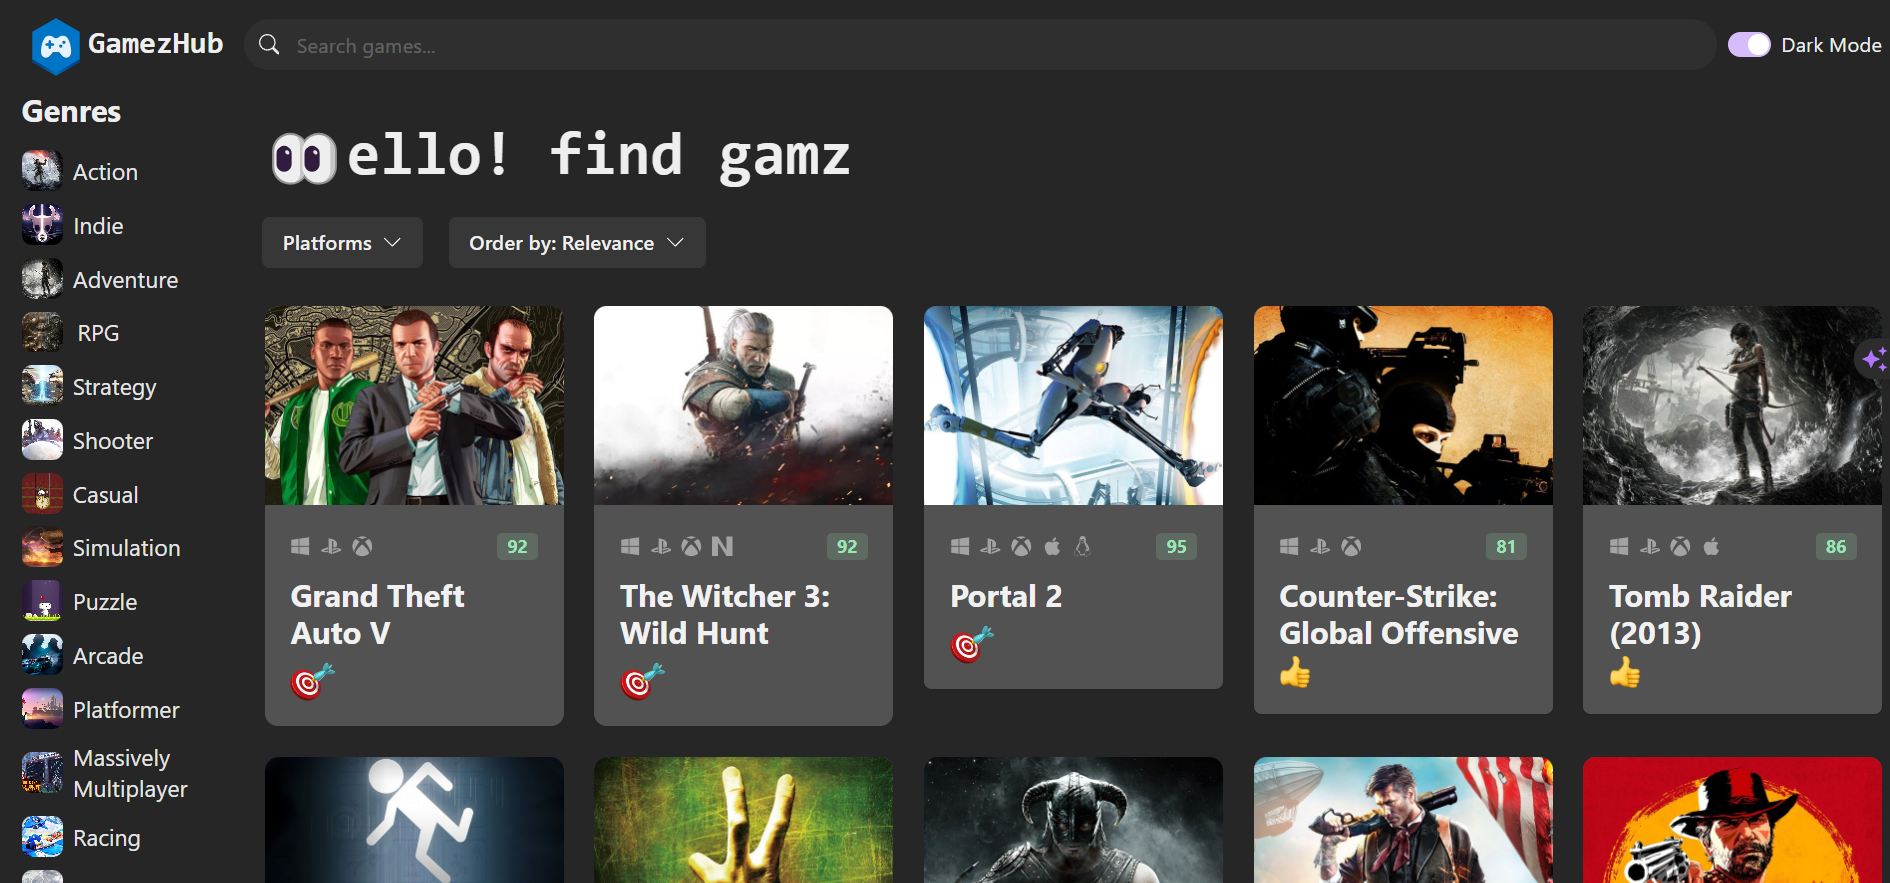 GamezHub
Search games...
Dark Mode
Genres
Action
Indie
Adventure
RPG
Strategy
Shooter
Casual
Simulation
Puzzle
Arcade
Platformer
Massively
Multiplayer
Racing
👀ello! find gamz
Platforms
Order by: Relevance
92
Grand Theft
Auto V
92
The Witcher 3:
Wild Hunt
95
Portal 2
81
Counter-Strike:
Global Offensive
86
Tomb Raider
(2013)